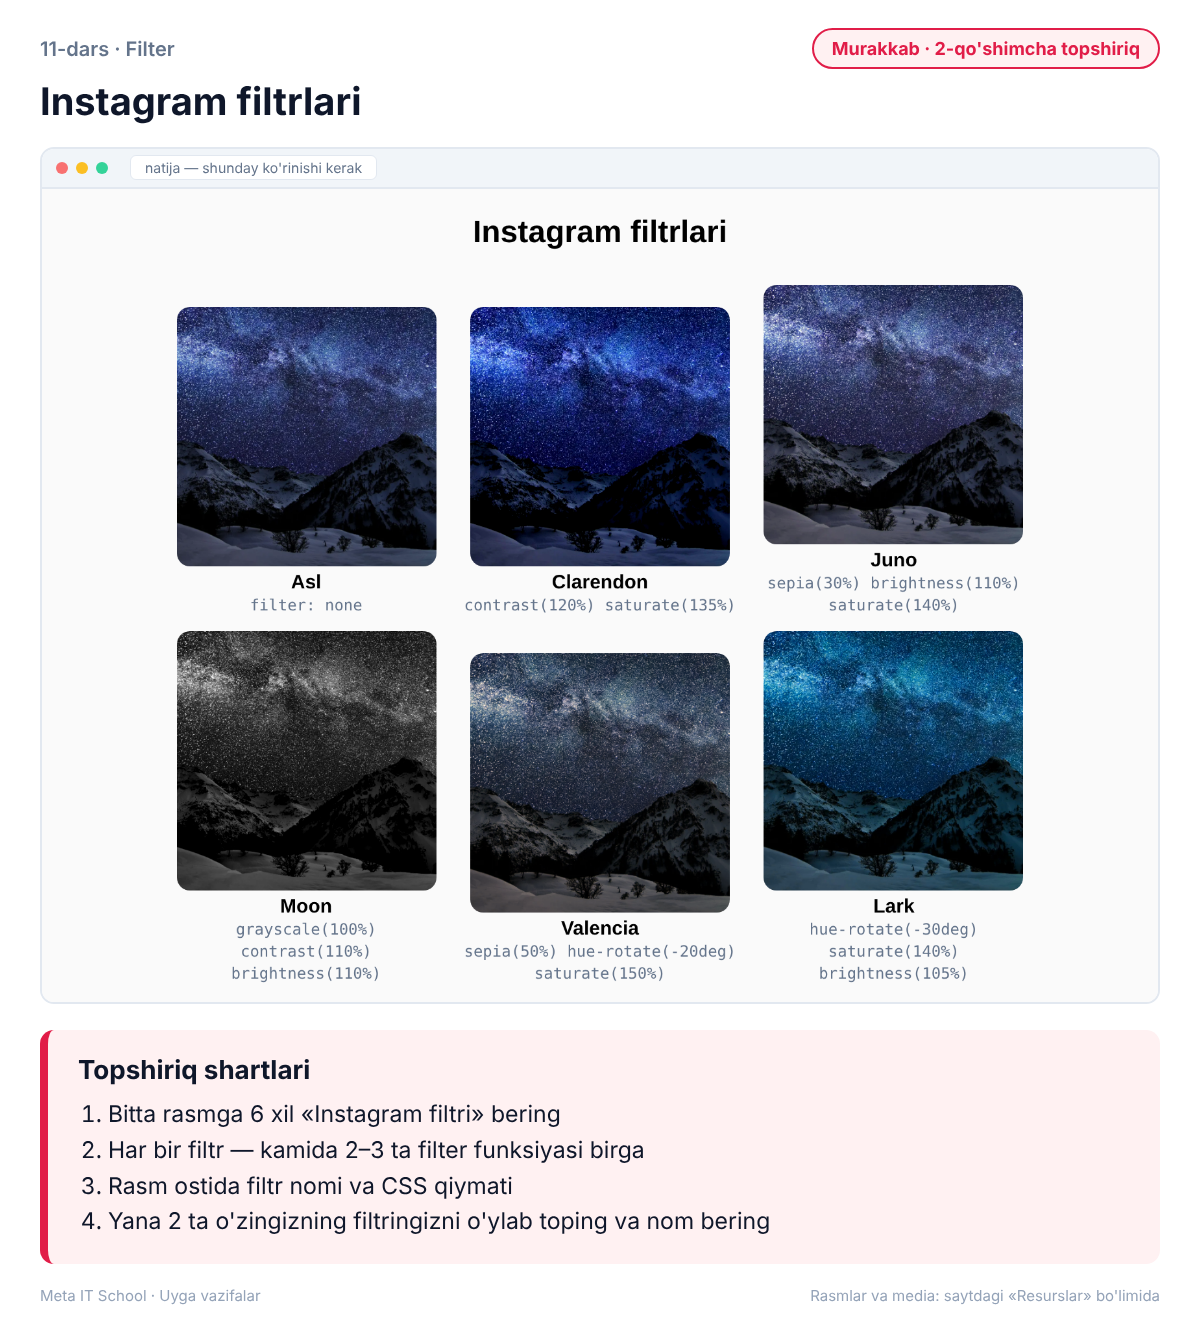 11-dars · Filter
Murakkab · 2-qo'shimcha topshiriq
Instagram filtrlari
natija — shunday ko'rinishi kerak
Instagram filtrlari
Asl
filter: none
Clarendon
contrast(120%) saturate(135%)
Juno
sepia(30%) brightness(110%)
saturate(140%)
Moon
grayscale(100%)
contrast(110%)
brightness(110%)
Valencia
sepia(50%) hue-rotate(-20deg)
saturate(150%)
Lark
hue-rotate(-30deg)
saturate(140%)
brightness(105%)
Topshiriq shartlari
1. Bitta rasmga 6 xil «Instagram filtri» bering
2. Har bir filtr — kamida 2–3 ta filter funksiyasi birga
3. Rasm ostida filtr nomi va CSS qiymati
4. Yana 2 ta o'zingizning filtringizni o'ylab toping va nom bering
Meta IT School · Uyga vazifalar
Rasmlar va media: saytdagi «Resurslar» bo'limida